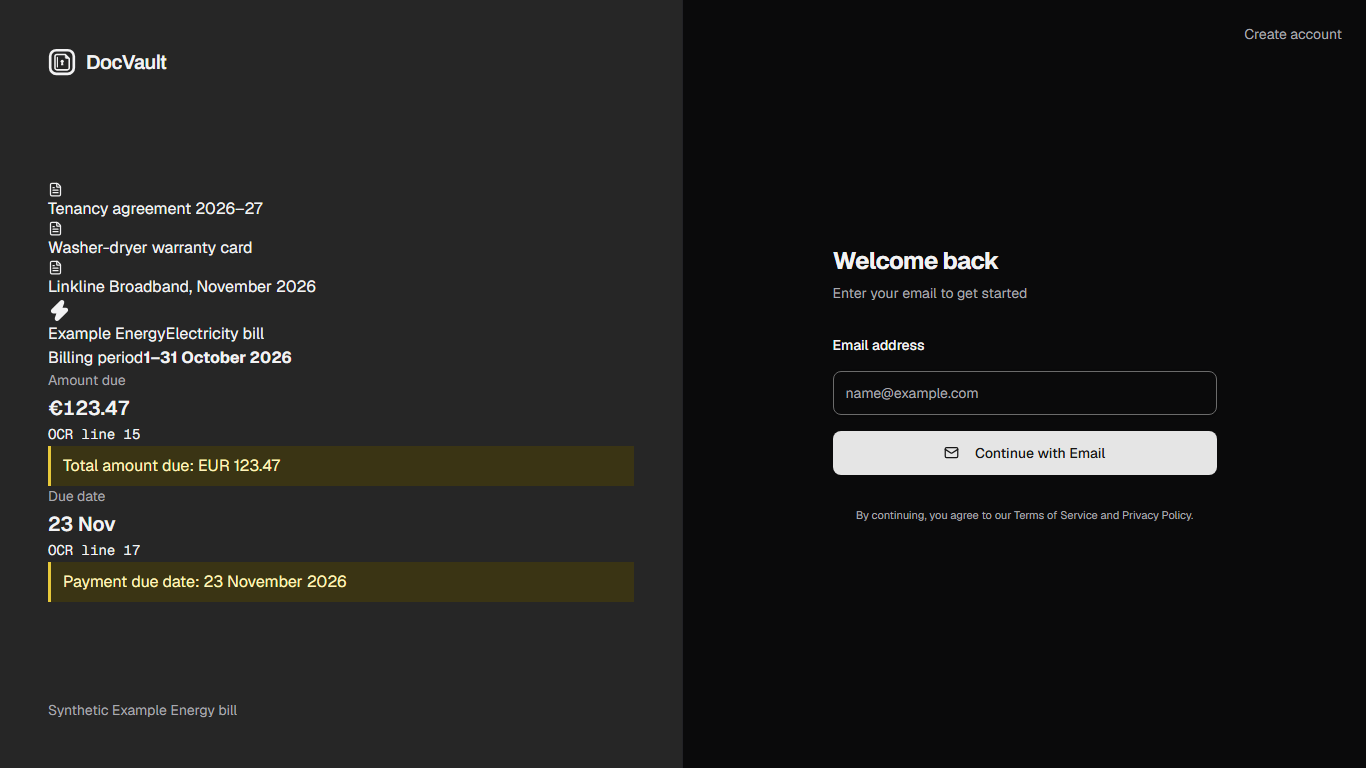 DocVault
Create account
Tenancy agreement 2026–27
Washer-dryer warranty card
Linkline Broadband, November 2026
Example EnergyElectricity bill
Billing period1–31 October 2026
Amount due
€123.47
OCR line 15
Total amount due: EUR 123.47
Due date
23 Nov
OCR line 17
Payment due date: 23 November 2026
Synthetic Example Energy bill
Welcome back
Enter your email to get started
Email address
name@example.com
Continue with Email
By continuing, you agree to our Terms of Service and Privacy Policy.